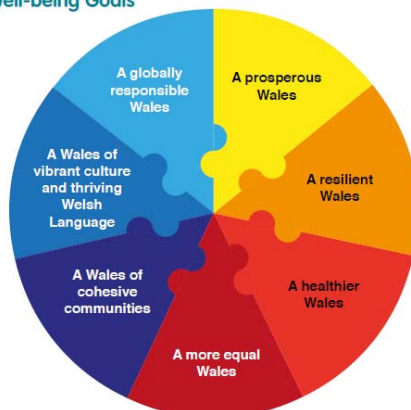 Well-being Goals
A prosperous
Wales
A resilient
Wales
A healthier
Wales
A more equal
Wales
A Wales of
cohesive
communities
A Wales of
vibrant culture
and thriving
Welsh
Language
A globally
responsible
Wales